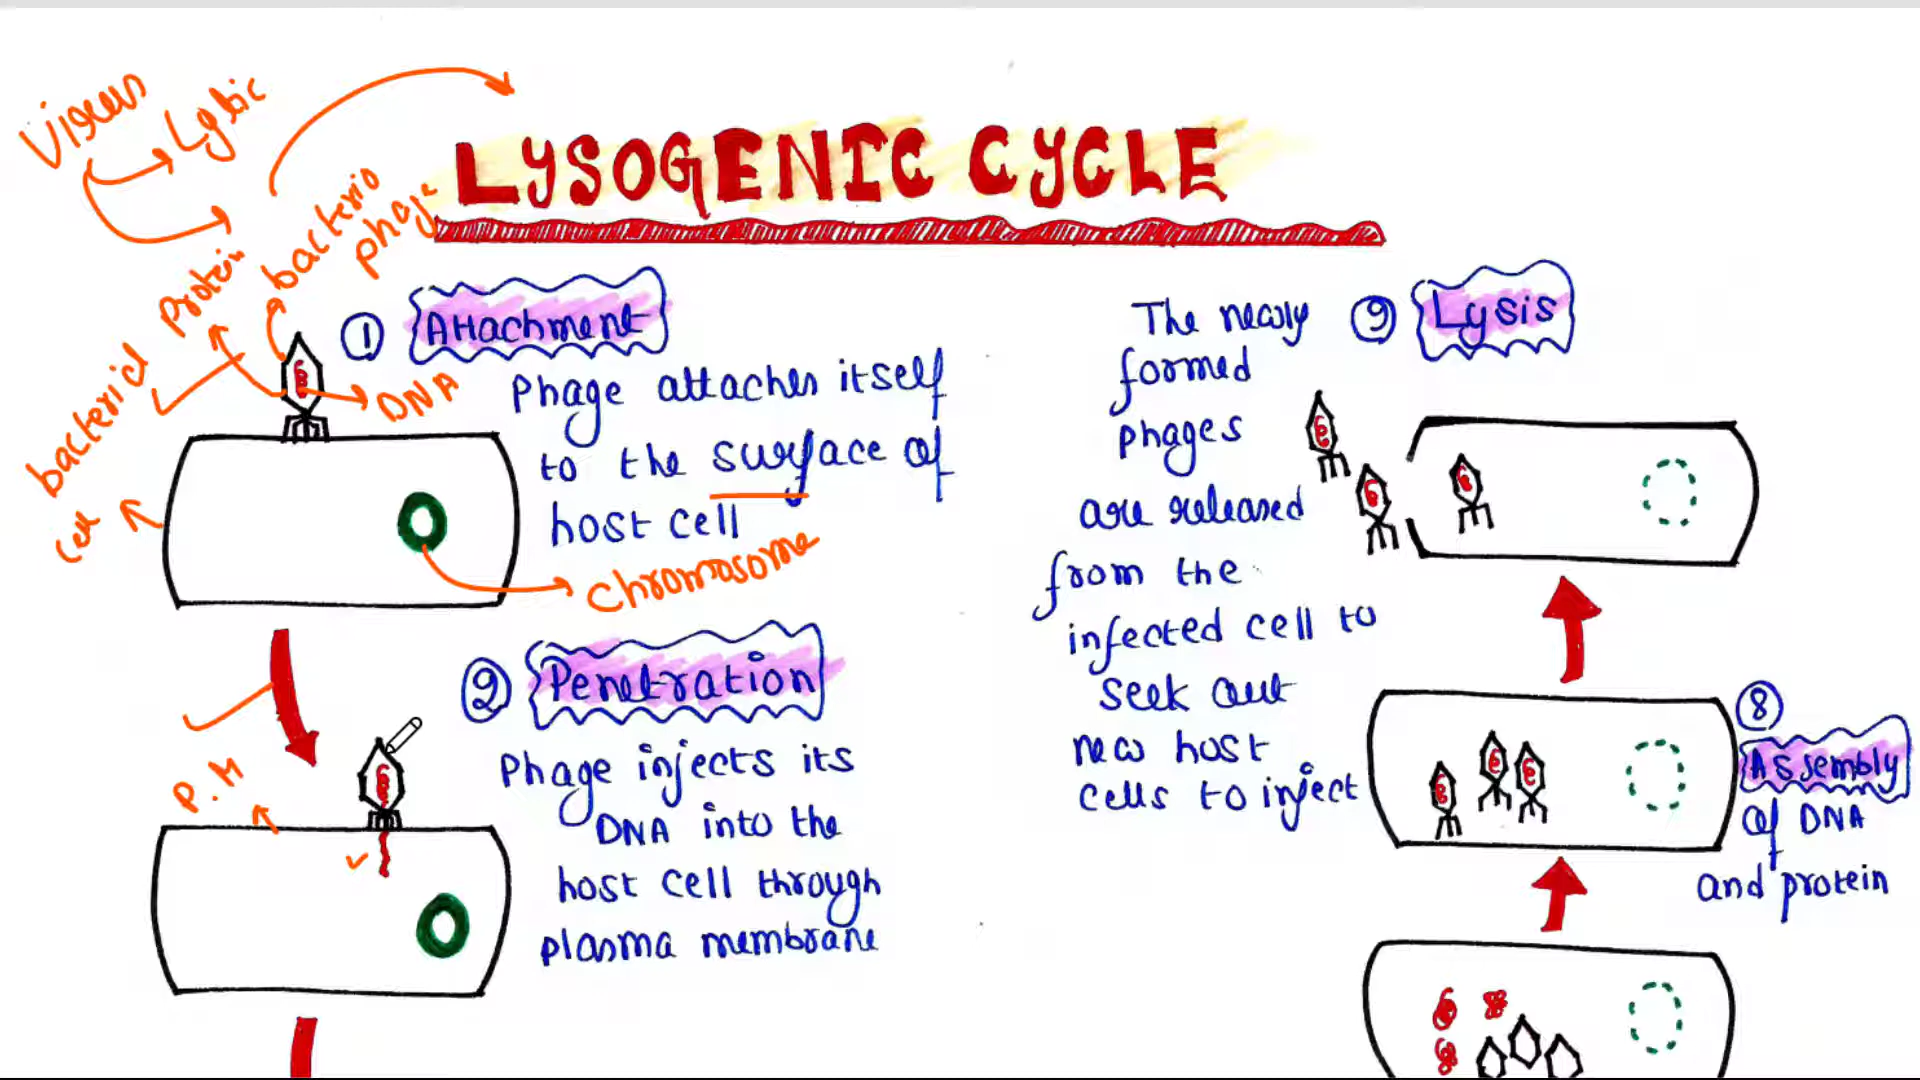 Virus
Lytic
LYSOGENIC CYCLE
bacterio
phage
Protein
DNA
bacterial
cell
① Attachment
Phage attaches itself
to the surface of
host cell
chromosome
② Penetration
Phage injects its
DNA into the
host cell through
plasma membrane
P.M
⑨ Lysis
The newly
formed
phages
are released
from the
infected cell to
seek out
new host
cells to inject
⑧
Assembly
of DNA
and protein